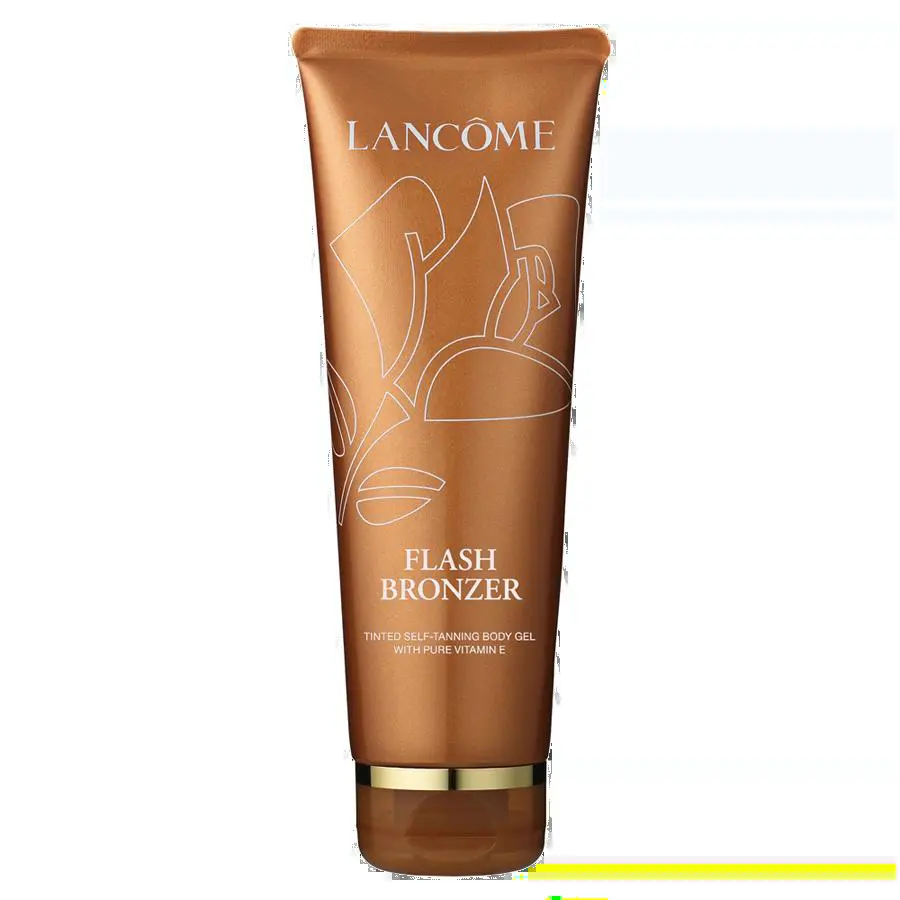 LANCÔME
FLASH
BRONZER
TINTED SELF-TANNING BODY GEL
WITH PURE VITAMIN E